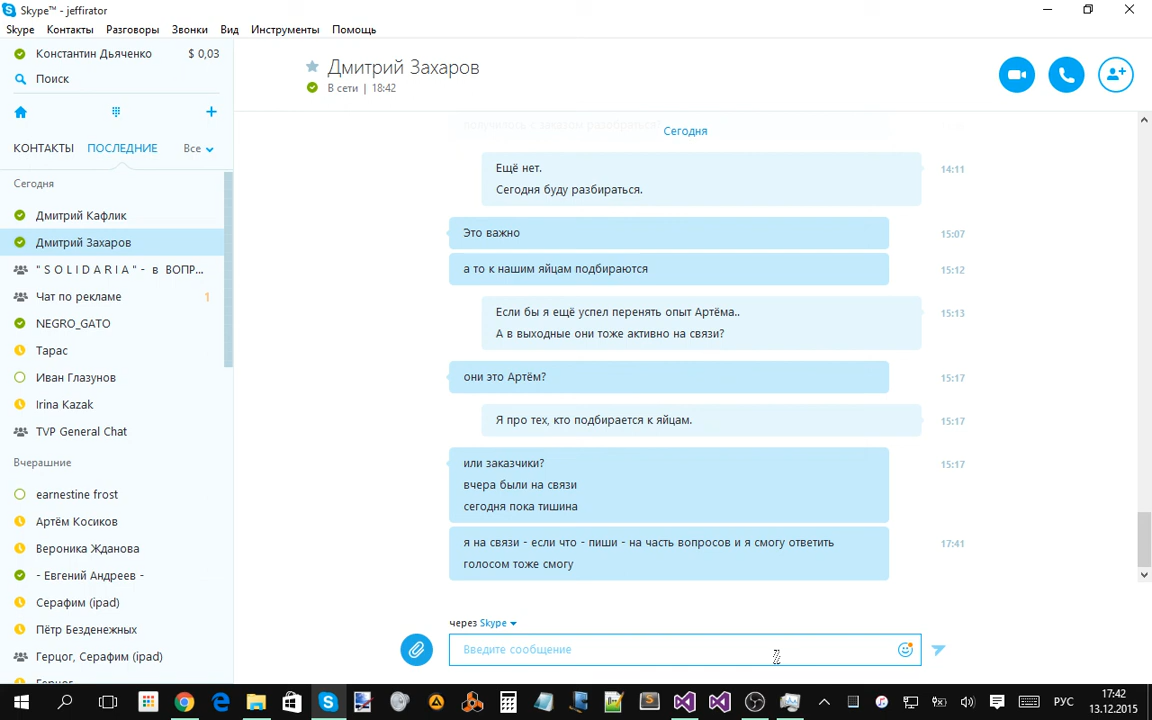 Skype™ - jeffirator
Skype Контакты Разговоры Звонки Вид Инструменты Помощь
Константин Дьяченко $ 0,03
Поиск
КОНТАКТЫ ПОСЛЕДНИЕ Все
Сегодня
Дмитрий Кафлик
Дмитрий Захаров
" S O L I D A R I A " - в ВОПР...
Чат по рекламе 1
NEGRO_GATO
Тарас
Иван Глазунов
Irina Kazak
TVP General Chat
Вчерашние
earnestine frost
Артём Косиков
Вероника Жданова
- Евгений Андреев -
Серафим (ipad)
Пётр Безденежных
Герцог, Серафим (ipad)
Дмитрий Захаров
В сети | 18:42
Сегодня
Ещё нет. 14:11
Сегодня буду разбираться.
Это важно 15:07
а то к нашим яйцам подбираются 15:12
Если бы я ещё успел перенять опыт Артёма.. 15:13
А в выходные они тоже активно на связи?
они это Артём? 15:17
Я про тех, кто подбирается к яйцам. 15:17
или заказчики? 15:17
вчера были на связи
сегодня пока тишина
я на связи - если что - пиши - на часть вопросов и я смогу ответить 17:41
голосом тоже смогу
через Skype
Введите сообщение
РУС
17:42
13.12.2015